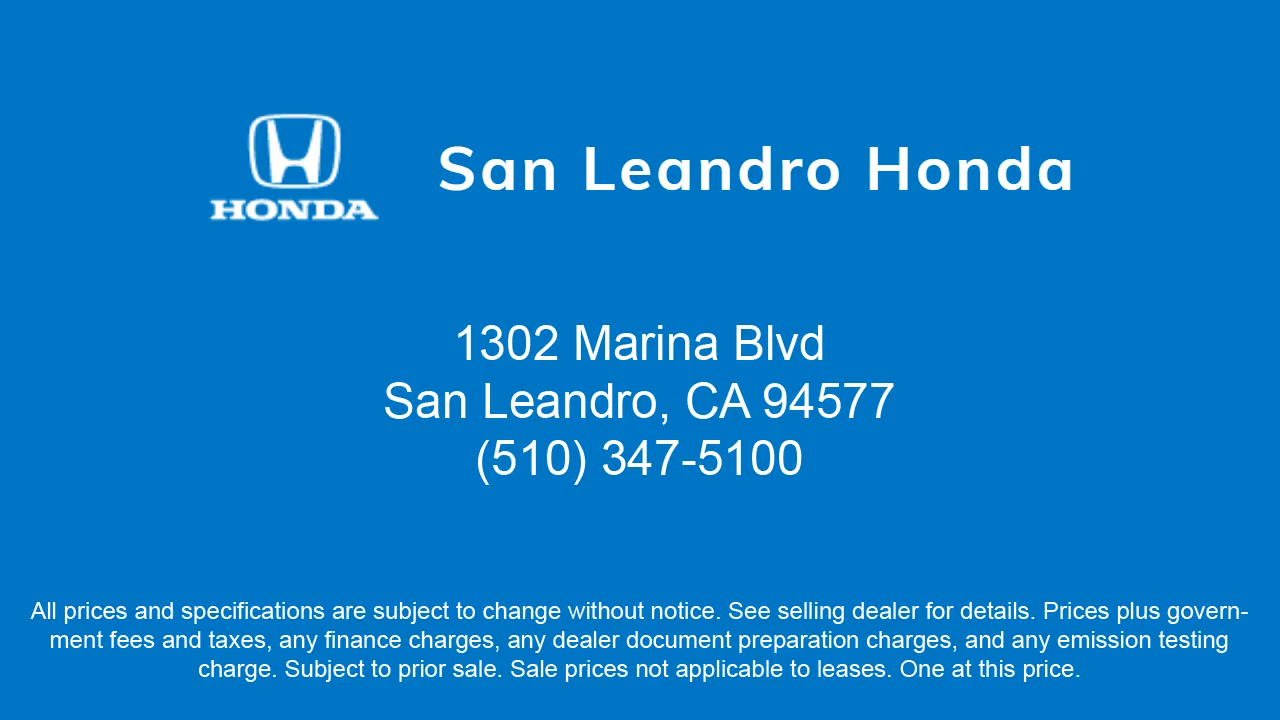 HONDA
San Leandro Honda
1302 Marina Blvd
San Leandro, CA 94577
(510) 347-5100
All prices and specifications are subject to change without notice. See selling dealer for details. Prices plus govern-
ment fees and taxes, any finance charges, any dealer document preparation charges, and any emission testing
charge. Subject to prior sale. Sale prices not applicable to leases. One at this price.